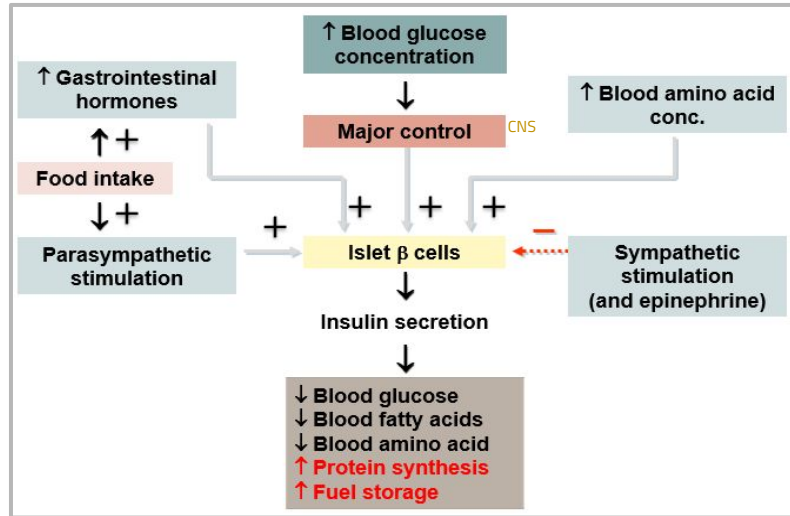 ↑ Blood glucose
concentration
↑ Gastrointestinal
hormones
↑ Blood amino acid
conc.
↓
Major control
CNS
↑ +
Food intake
↓ +
+
+
+
+
Parasympathetic
stimulation
Islet β cells
−
Sympathetic
stimulation
(and epinephrine)
↓
Insulin secretion
↓
↓ Blood glucose
↓ Blood fatty acids
↓ Blood amino acid
↑ Protein synthesis
↑ Fuel storage